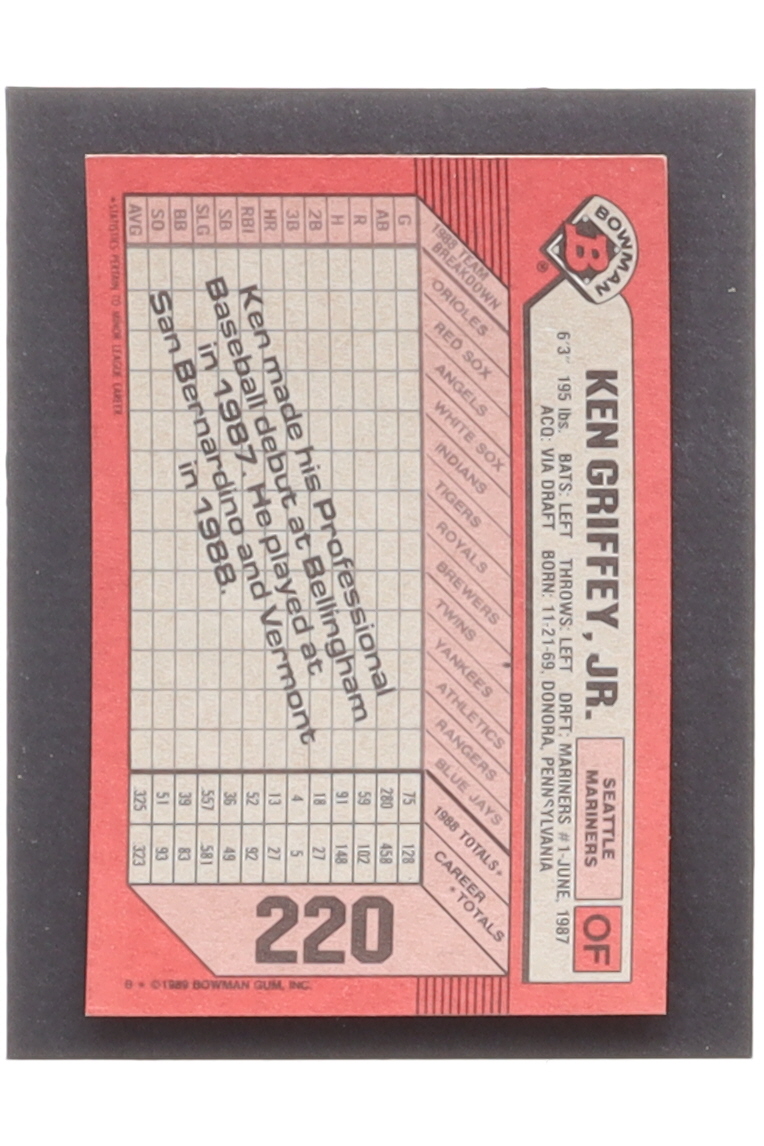 BOWMAN
B
®
KEN GRIFFEY, JR.
SEATTLE
MARINERS
OF
6'3" 195 lbs. BATS: LEFT THROWS: LEFT DRFT: MARINERS #1-JUNE, 1987
ACQ: VIA DRAFT BORN: 11-21-69, DONORA, PENNSYLVANIA
1988 TEAM
BREAKDOWN
ORIOLES
RED SOX
ANGELS
WHITE SOX
INDIANS
TIGERS
ROYALS
BREWERS
TWINS
YANKEES
ATHLETICS
RANGERS
BLUE JAYS
1988 TOTALS*
CAREER
*TOTALS
G 75 128
AB 280 458
R 59 102
H 91 148
2B 18 27
3B 4 5
HR 13 27
RBI 52 92
SB 36 49
SLG .557 .581
BB 39 83
SO 51 93
AVG .325 .323
Ken made his Professional
Baseball debut at Bellingham
in 1987. He played at
San Bernardino and Vermont
in 1988.
*STATISTICS PERTAIN TO MINOR LEAGUE CAREER
220
B * ©1989 BOWMAN GUM, INC.